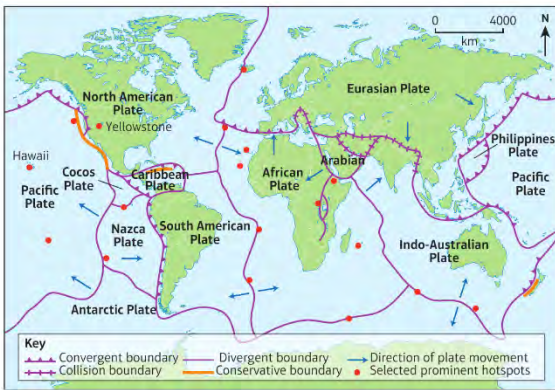 0 4000
km
N
North American
Plate
Yellowstone
Hawaii
Eurasian Plate
Philippines
Plate
Pacific
Plate
Cocos
Plate
Caribbean
Plate
African
Plate
Arabian
Pacific
Plate
Nazca
Plate
South American
Plate
Indo-Australian
Plate
Antarctic Plate
Key
Convergent boundary
Divergent boundary
Direction of plate movement
Collision boundary
Conservative boundary
Selected prominent hotspots